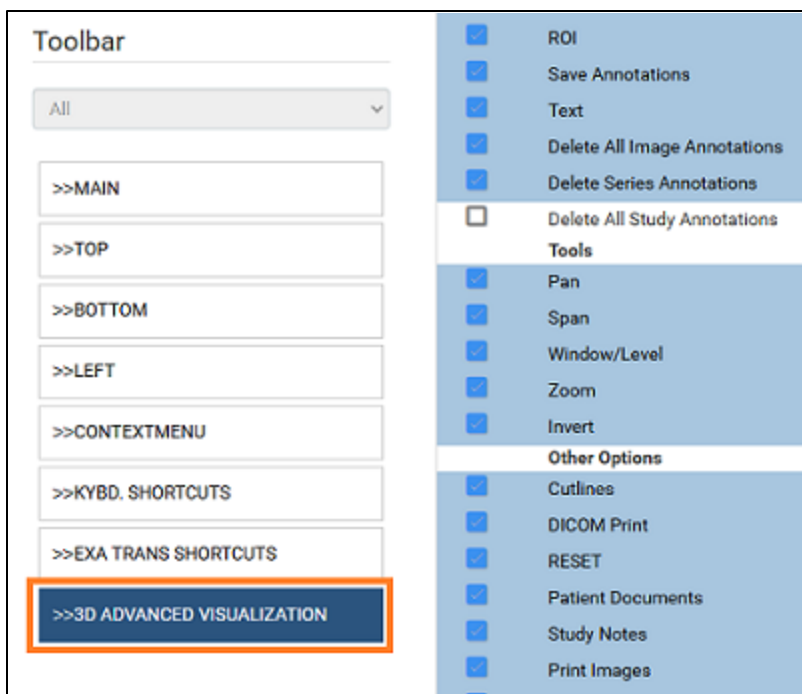 Toolbar
All
>>MAIN
>>TOP
>>BOTTOM
>>LEFT
>>CONTEXTMENU
>>KYBD. SHORTCUTS
>>EXA TRANS SHORTCUTS
>>3D ADVANCED VISUALIZATION
ROI
Save Annotations
Text
Delete All Image Annotations
Delete Series Annotations
Delete All Study Annotations
Tools
Pan
Span
Window/Level
Zoom
Invert
Other Options
Cutlines
DICOM Print
RESET
Patient Documents
Study Notes
Print Images